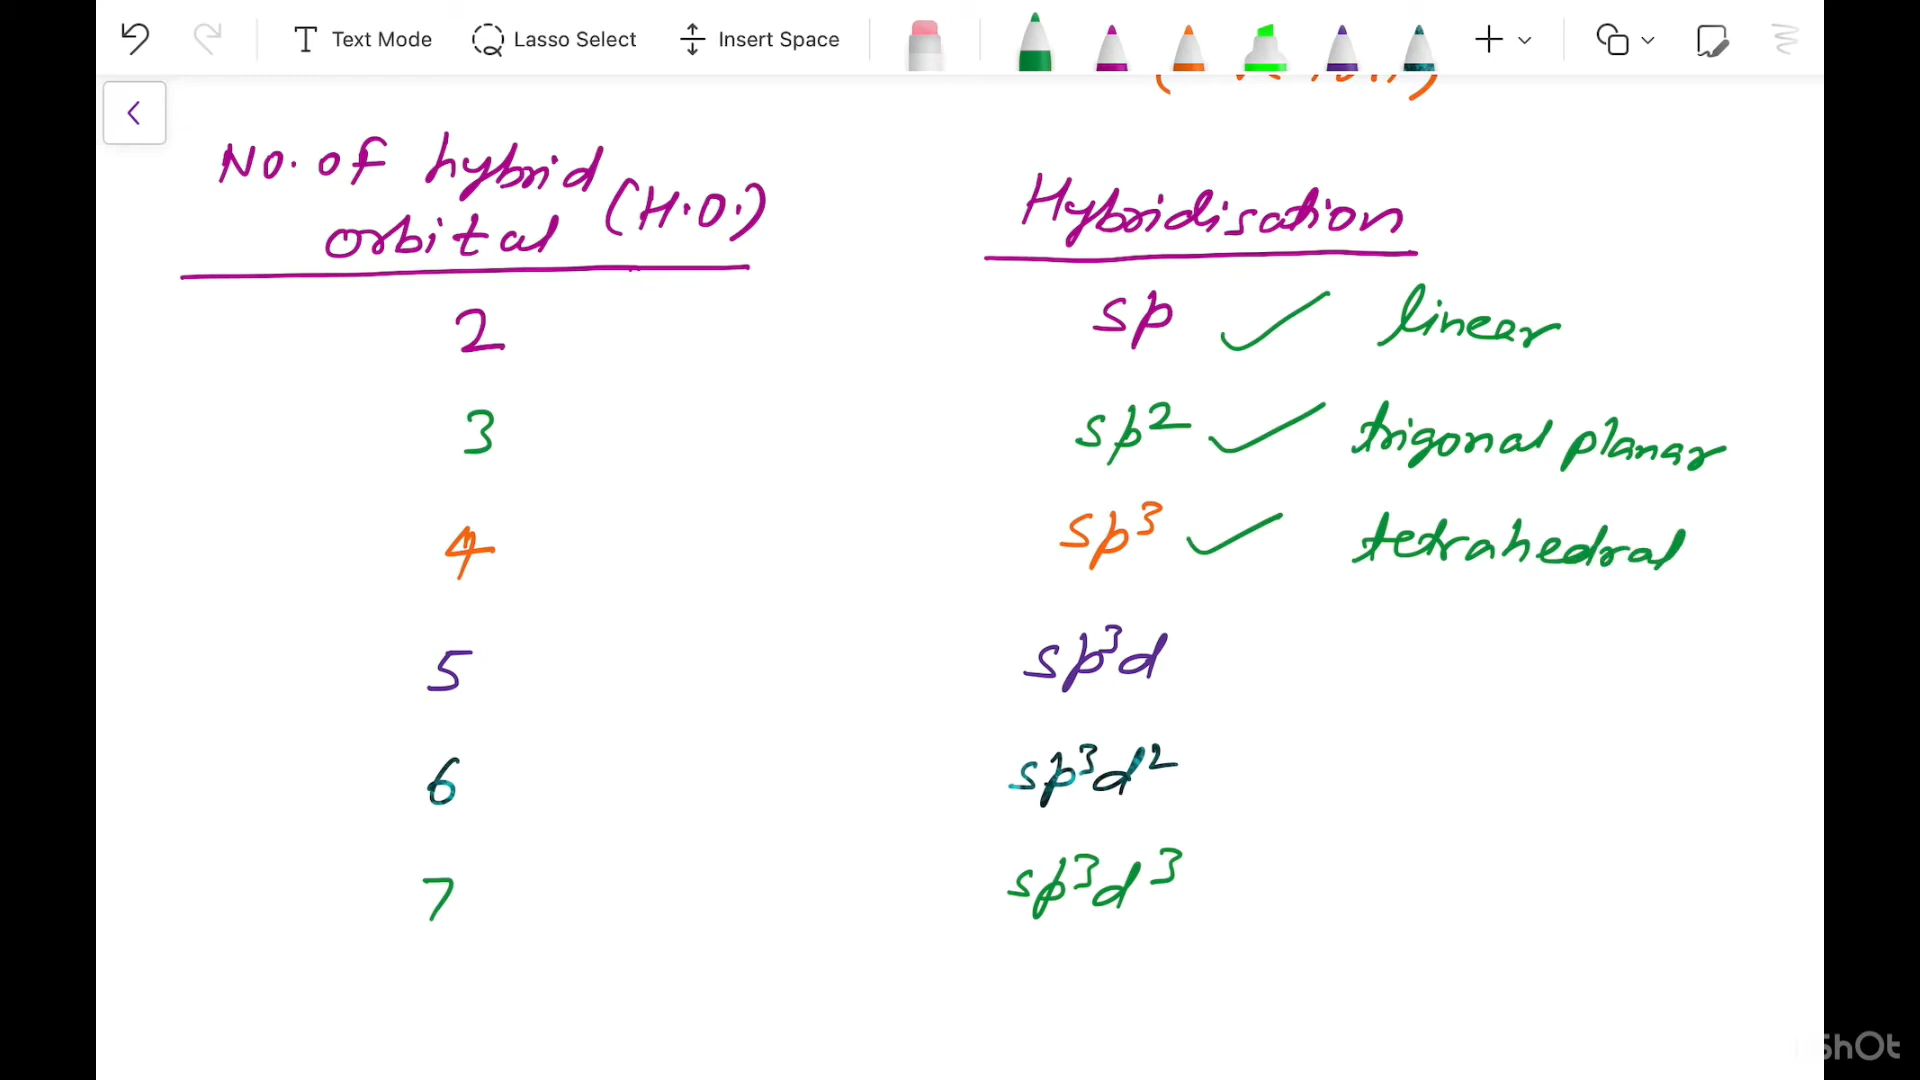 Text Mode Lasso Select Insert Space
No. of hybrid
orbital (H.O.) Hybridisation
2 sp ✓ linear
3 sp² ✓ trigonal planar
4 sp³ ✓ tetrahedral
5 sp³d
6 sp³d²
7 sp³d³